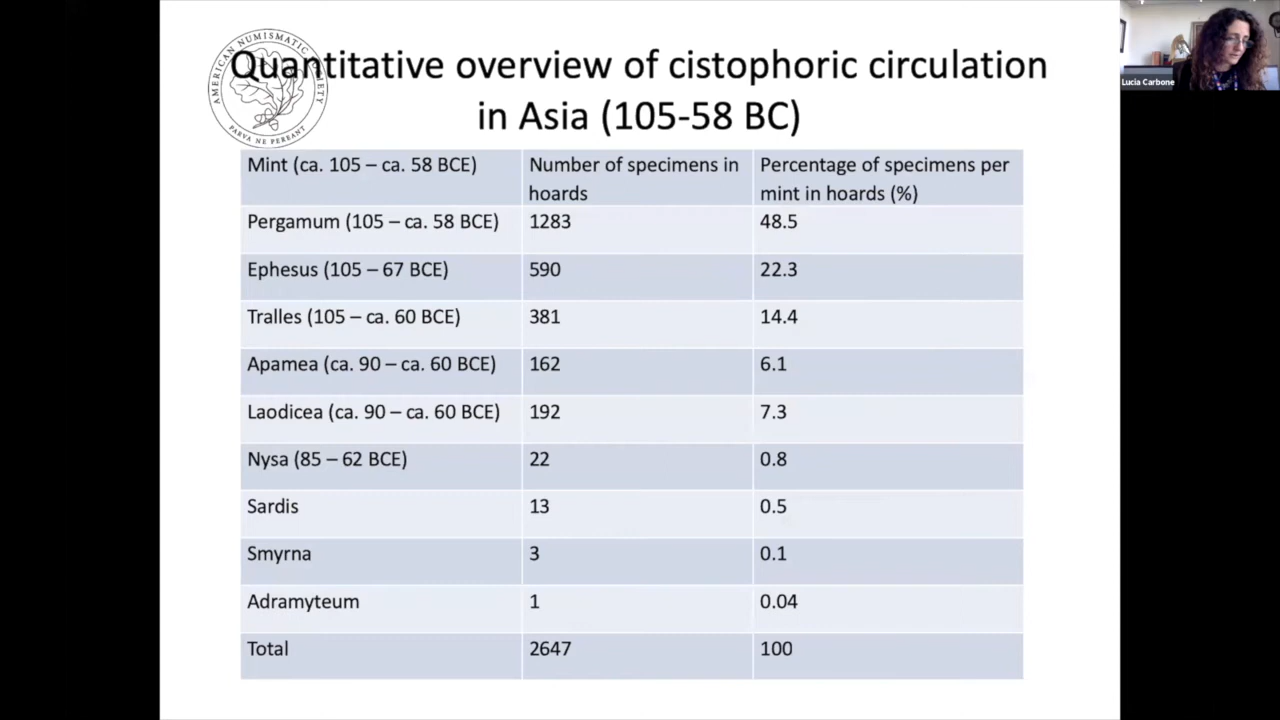 AMERICAN NUMISMATIC SOCIETY
PARVA NE PEREANT
Quantitative overview of cistophoric circulation
in Asia (105-58 BC)
Lucia Carbone
Mint (ca. 105 – ca. 58 BCE) Number of specimens in Percentage of specimens per
hoards mint in hoards (%)
Pergamum (105 – ca. 58 BCE) 1283 48.5
Ephesus (105 – 67 BCE) 590 22.3
Tralles (105 – ca. 60 BCE) 381 14.4
Apamea (ca. 90 – ca. 60 BCE) 162 6.1
Laodicea (ca. 90 – ca. 60 BCE) 192 7.3
Nysa (85 – 62 BCE) 22 0.8
Sardis 13 0.5
Smyrna 3 0.1
Adramyteum 1 0.04
Total 2647 100